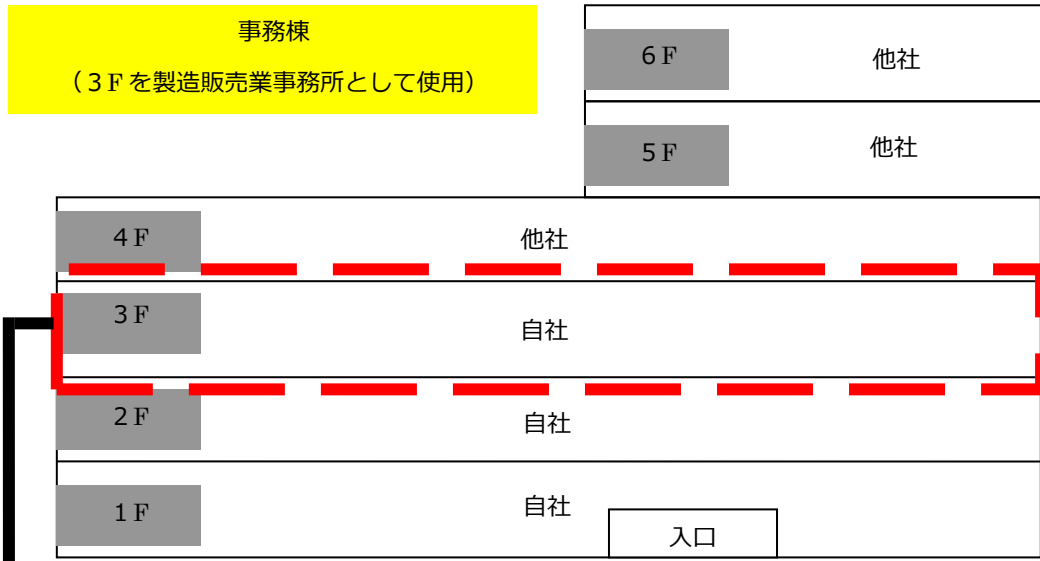 事務棟
（３Ｆを製造販売業事務所として使用）
６Ｆ
他社
５Ｆ
他社
４Ｆ
他社
３Ｆ
自社
２Ｆ
自社
１Ｆ
自社
入口